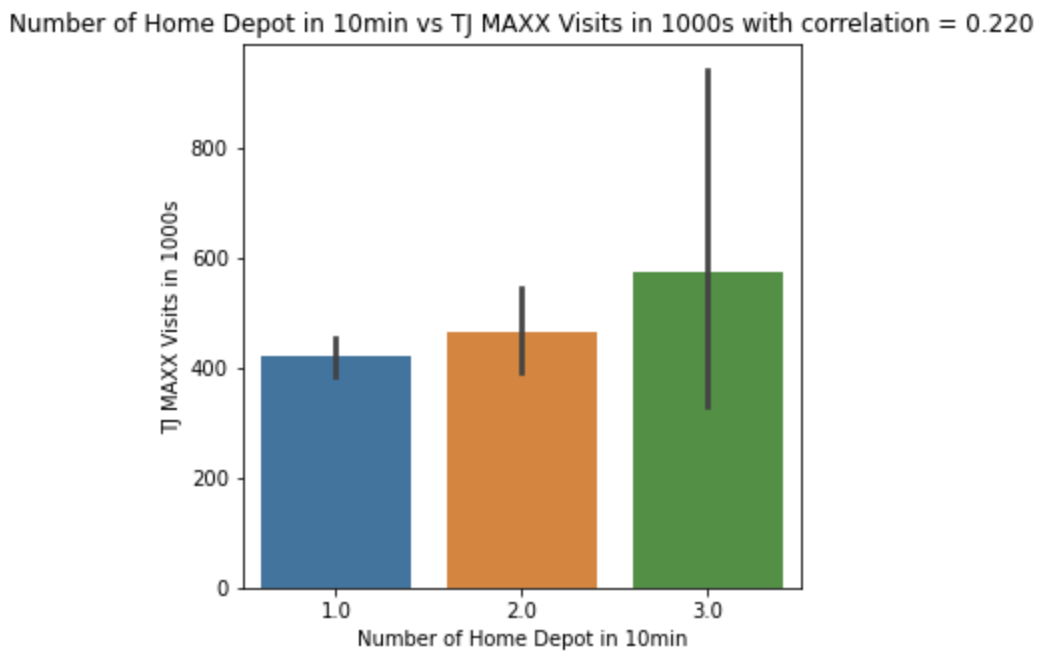 Number of Home Depot in 10min vs TJ MAXX Visits in 1000s with correlation = 0.220
TJ MAXX Visits in 1000s
800
600
400
200
0
1.0 2.0 3.0
Number of Home Depot in 10min